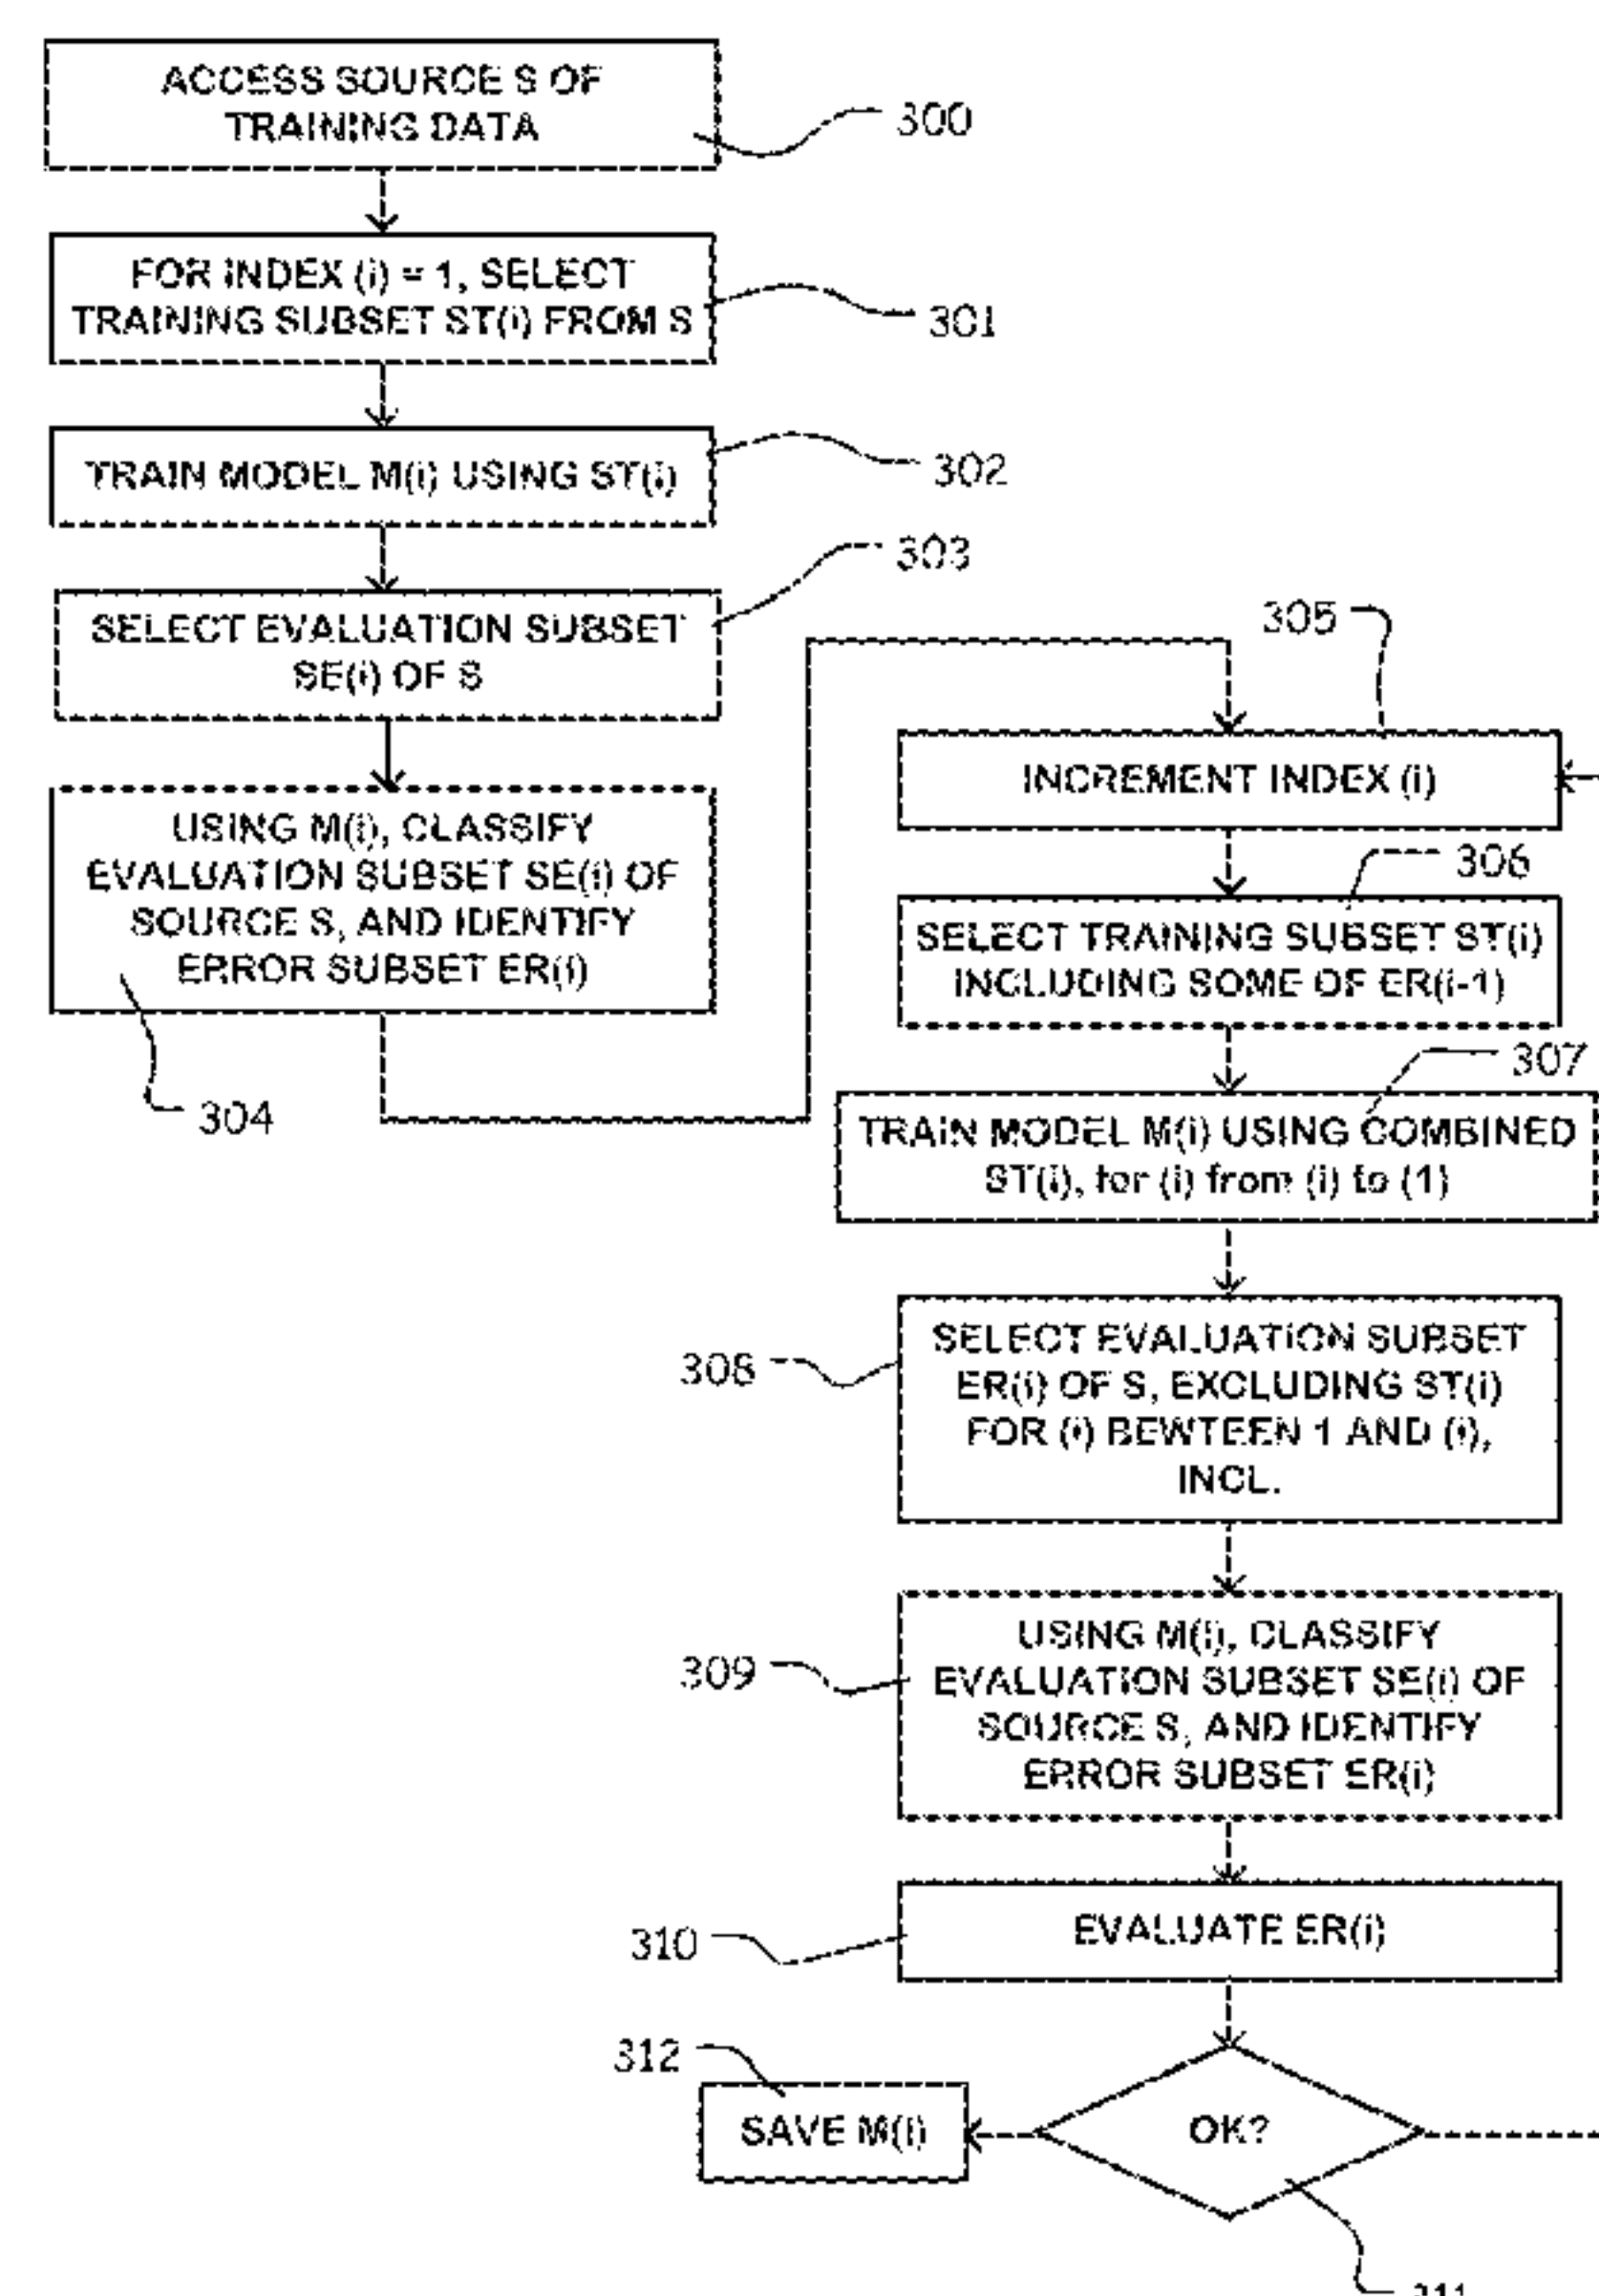 ACCESS SOURCE S OF
TRAINING DATA
300
FOR INDEX (i) = 1, SELECT
TRAINING SUBSET ST(i) FROM S
301
TRAIN MODEL M(i) USING ST(i)
302
303
SELECT EVALUATION SUBSET
SE(i) OF S
USING M(i), CLASSIFY
EVALUATION SUBSET SE(i) OF
SOURCE S, AND IDENTIFY
ERROR SUBSET ER(i)
304
305
INCREMENT INDEX (i)
306
SELECT TRAINING SUBSET ST(i)
INCLUDING SOME OF ER(i-1)
307
TRAIN MODEL M(i) USING COMBINED
ST(i), for (i) from (i) to (1)
308
SELECT EVALUATION SUBSET
ER(i) OF S, EXCLUDING ST(i)
FOR (i) BEWTEEN 1 AND (i),
INCL.
309
USING M(i), CLASSIFY
EVALUATION SUBSET SE(i) OF
SOURCE S, AND IDENTIFY
ERROR SUBSET ER(i)
310
EVALUATE ER(i)
312
SAVE M(i)
OK?